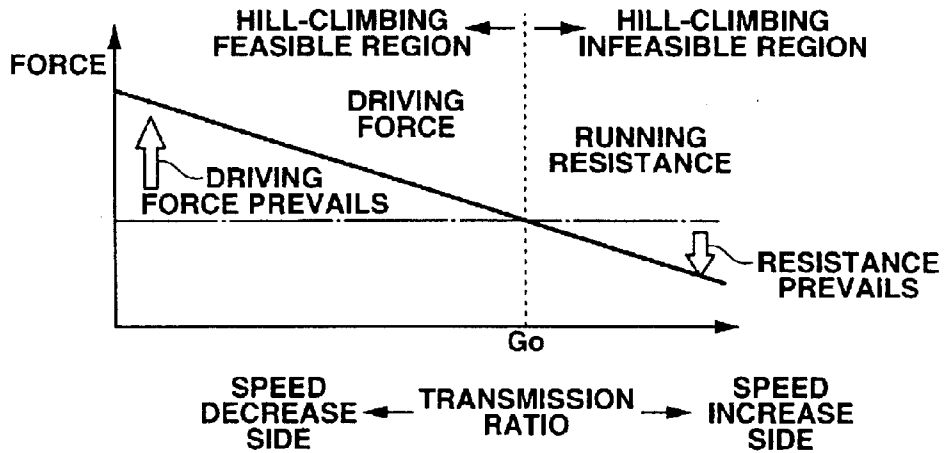 HILL-CLIMBING
FEASIBLE REGION
HILL-CLIMBING
INFEASIBLE REGION
FORCE
DRIVING
FORCE
RUNNING
RESISTANCE
DRIVING
FORCE PREVAILS
RESISTANCE
PREVAILS
Go
SPEED
DECREASE
SIDE
TRANSMISSION
RATIO
SPEED
INCREASE
SIDE